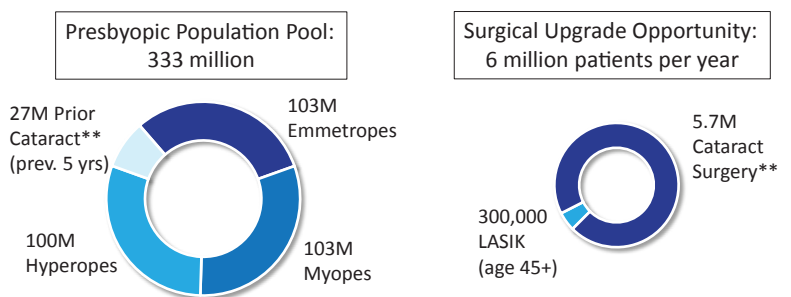 Presbyopic Population Pool:
333 million
27M Prior
Cataract**
(prev. 5 yrs)
103M
Emmetropes
100M
Hyperopes
103M
Myopes
Surgical Upgrade Opportunity:
6 million patients per year
5.7M
Cataract
Surgery**
300,000
LASIK
(age 45+)